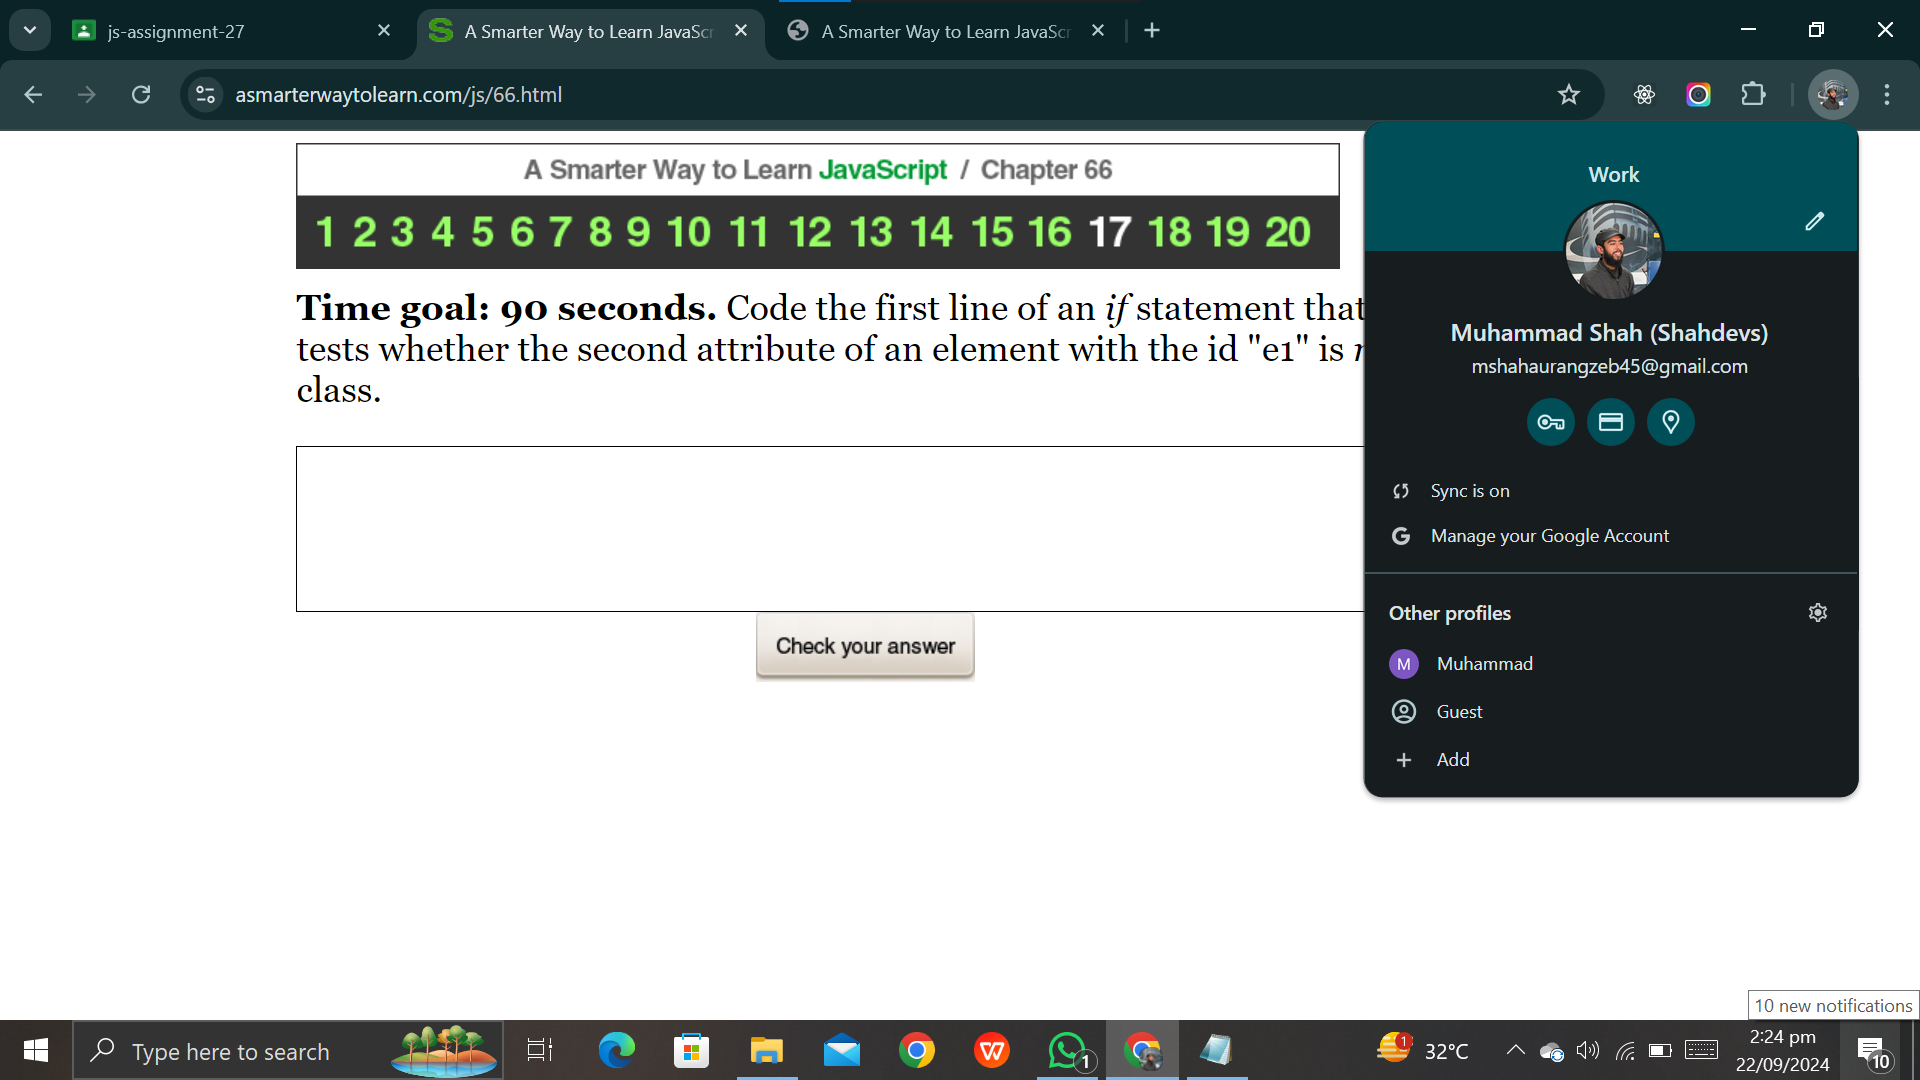 js-assignment-27
A Smarter Way to Learn JavaScr
A Smarter Way to Learn JavaScr
asmarterwaytolearn.com/js/66.html
A Smarter Way to Learn JavaScript / Chapter 66
1 2 3 4 5 6 7 8 9 10 11 12 13 14 15 16 17 18 19 20
Time goal: 90 seconds. Code the first line of an if statement that
tests whether the second attribute of an element with the id "e1" is
class.
Check your answer
Work
Muhammad Shah (Shahdevs)
mshahaurangzeb45@gmail.com
Sync is on
Manage your Google Account
Other profiles
M Muhammad
Guest
Add
10 new notifications
Type here to search
1
1
32°C
2:24 pm
22/09/2024
10